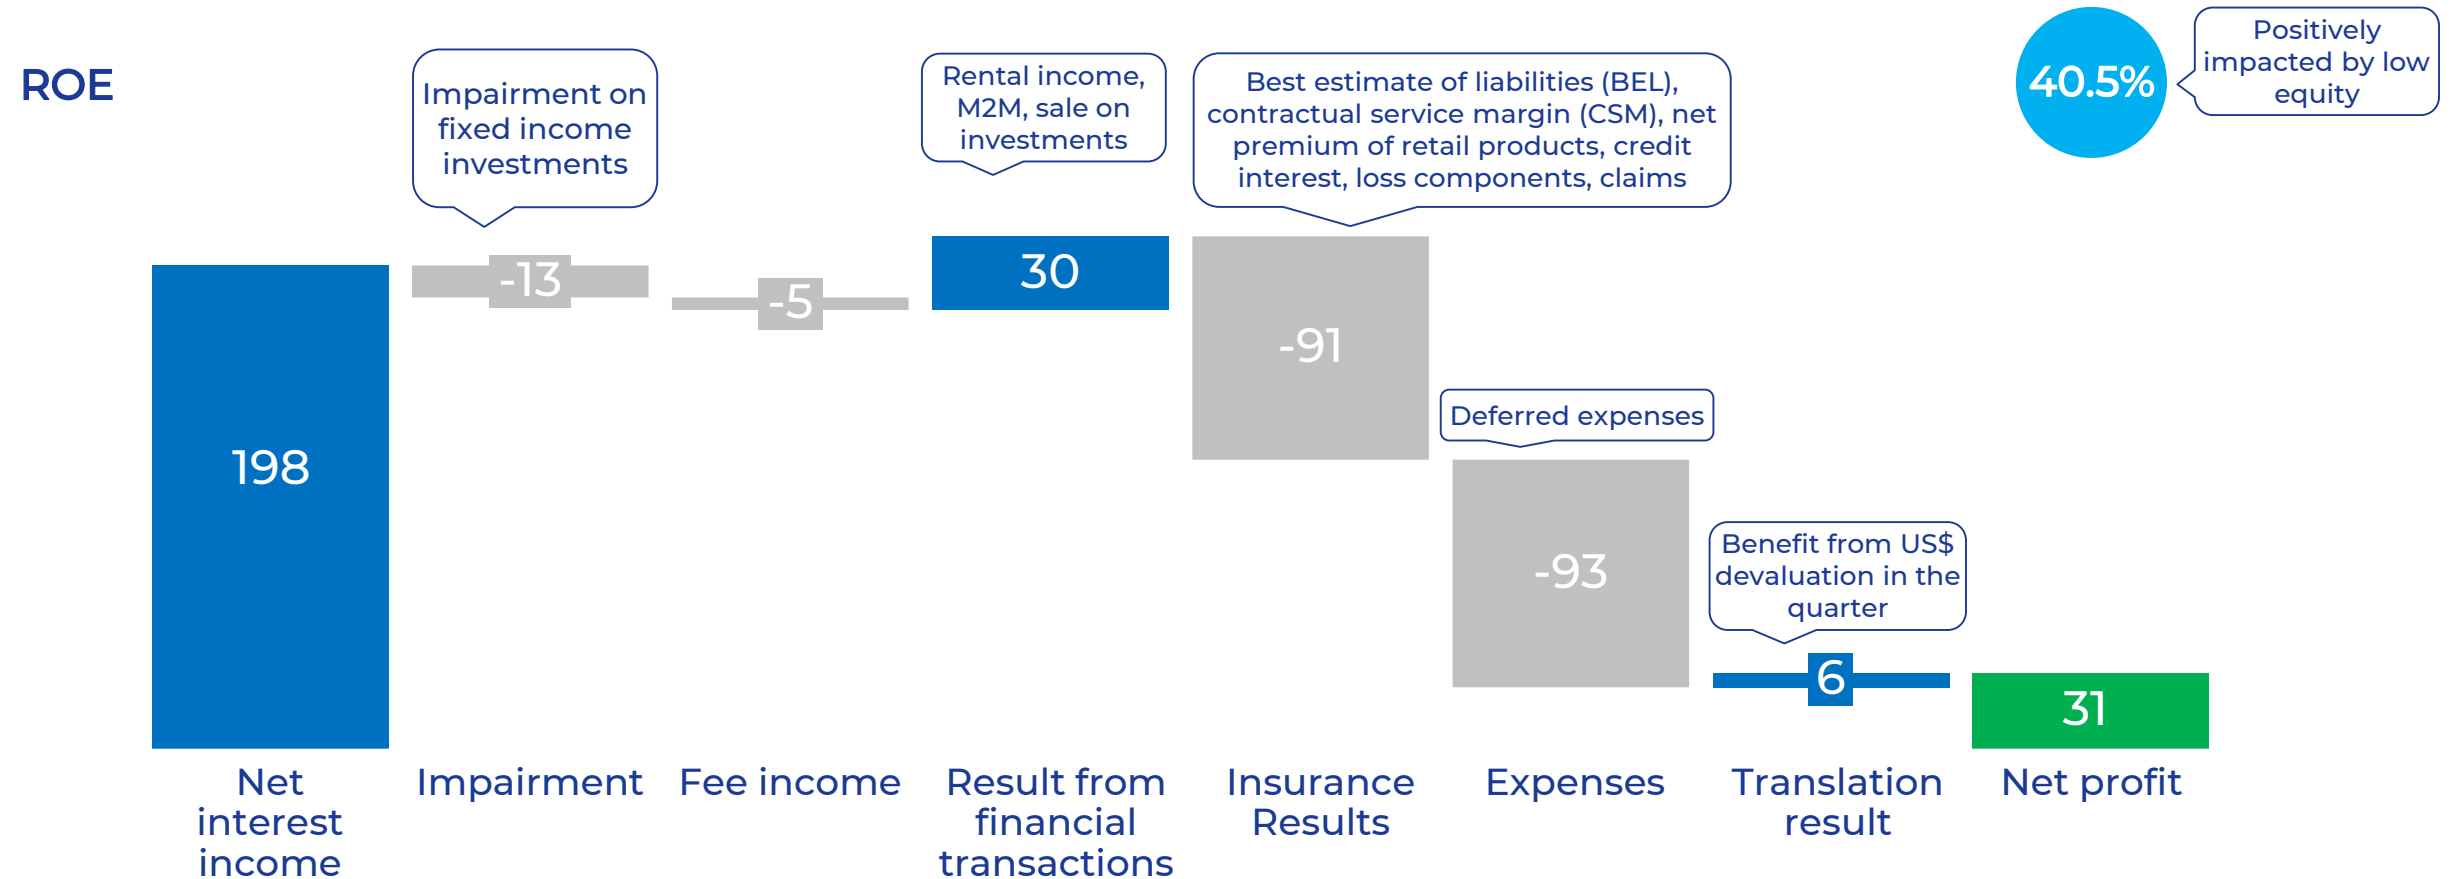 ROE
Impairment on
fixed income
investments
Rental income,
M2M, sale on
investments
Best estimate of liabilities (BEL),
contractual service margin (CSM), net
premium of retail products, credit
interest, loss components, claims
40.5%
Positively
impacted by low
equity
198
-13
-5
30
-91
Deferred expenses
-93
Benefit from US$
devaluation in the
quarter
6
31
Net
interest
income
Impairment
Fee income
Result from
financial
transactions
Insurance
Results
Expenses
Translation
result
Net profit